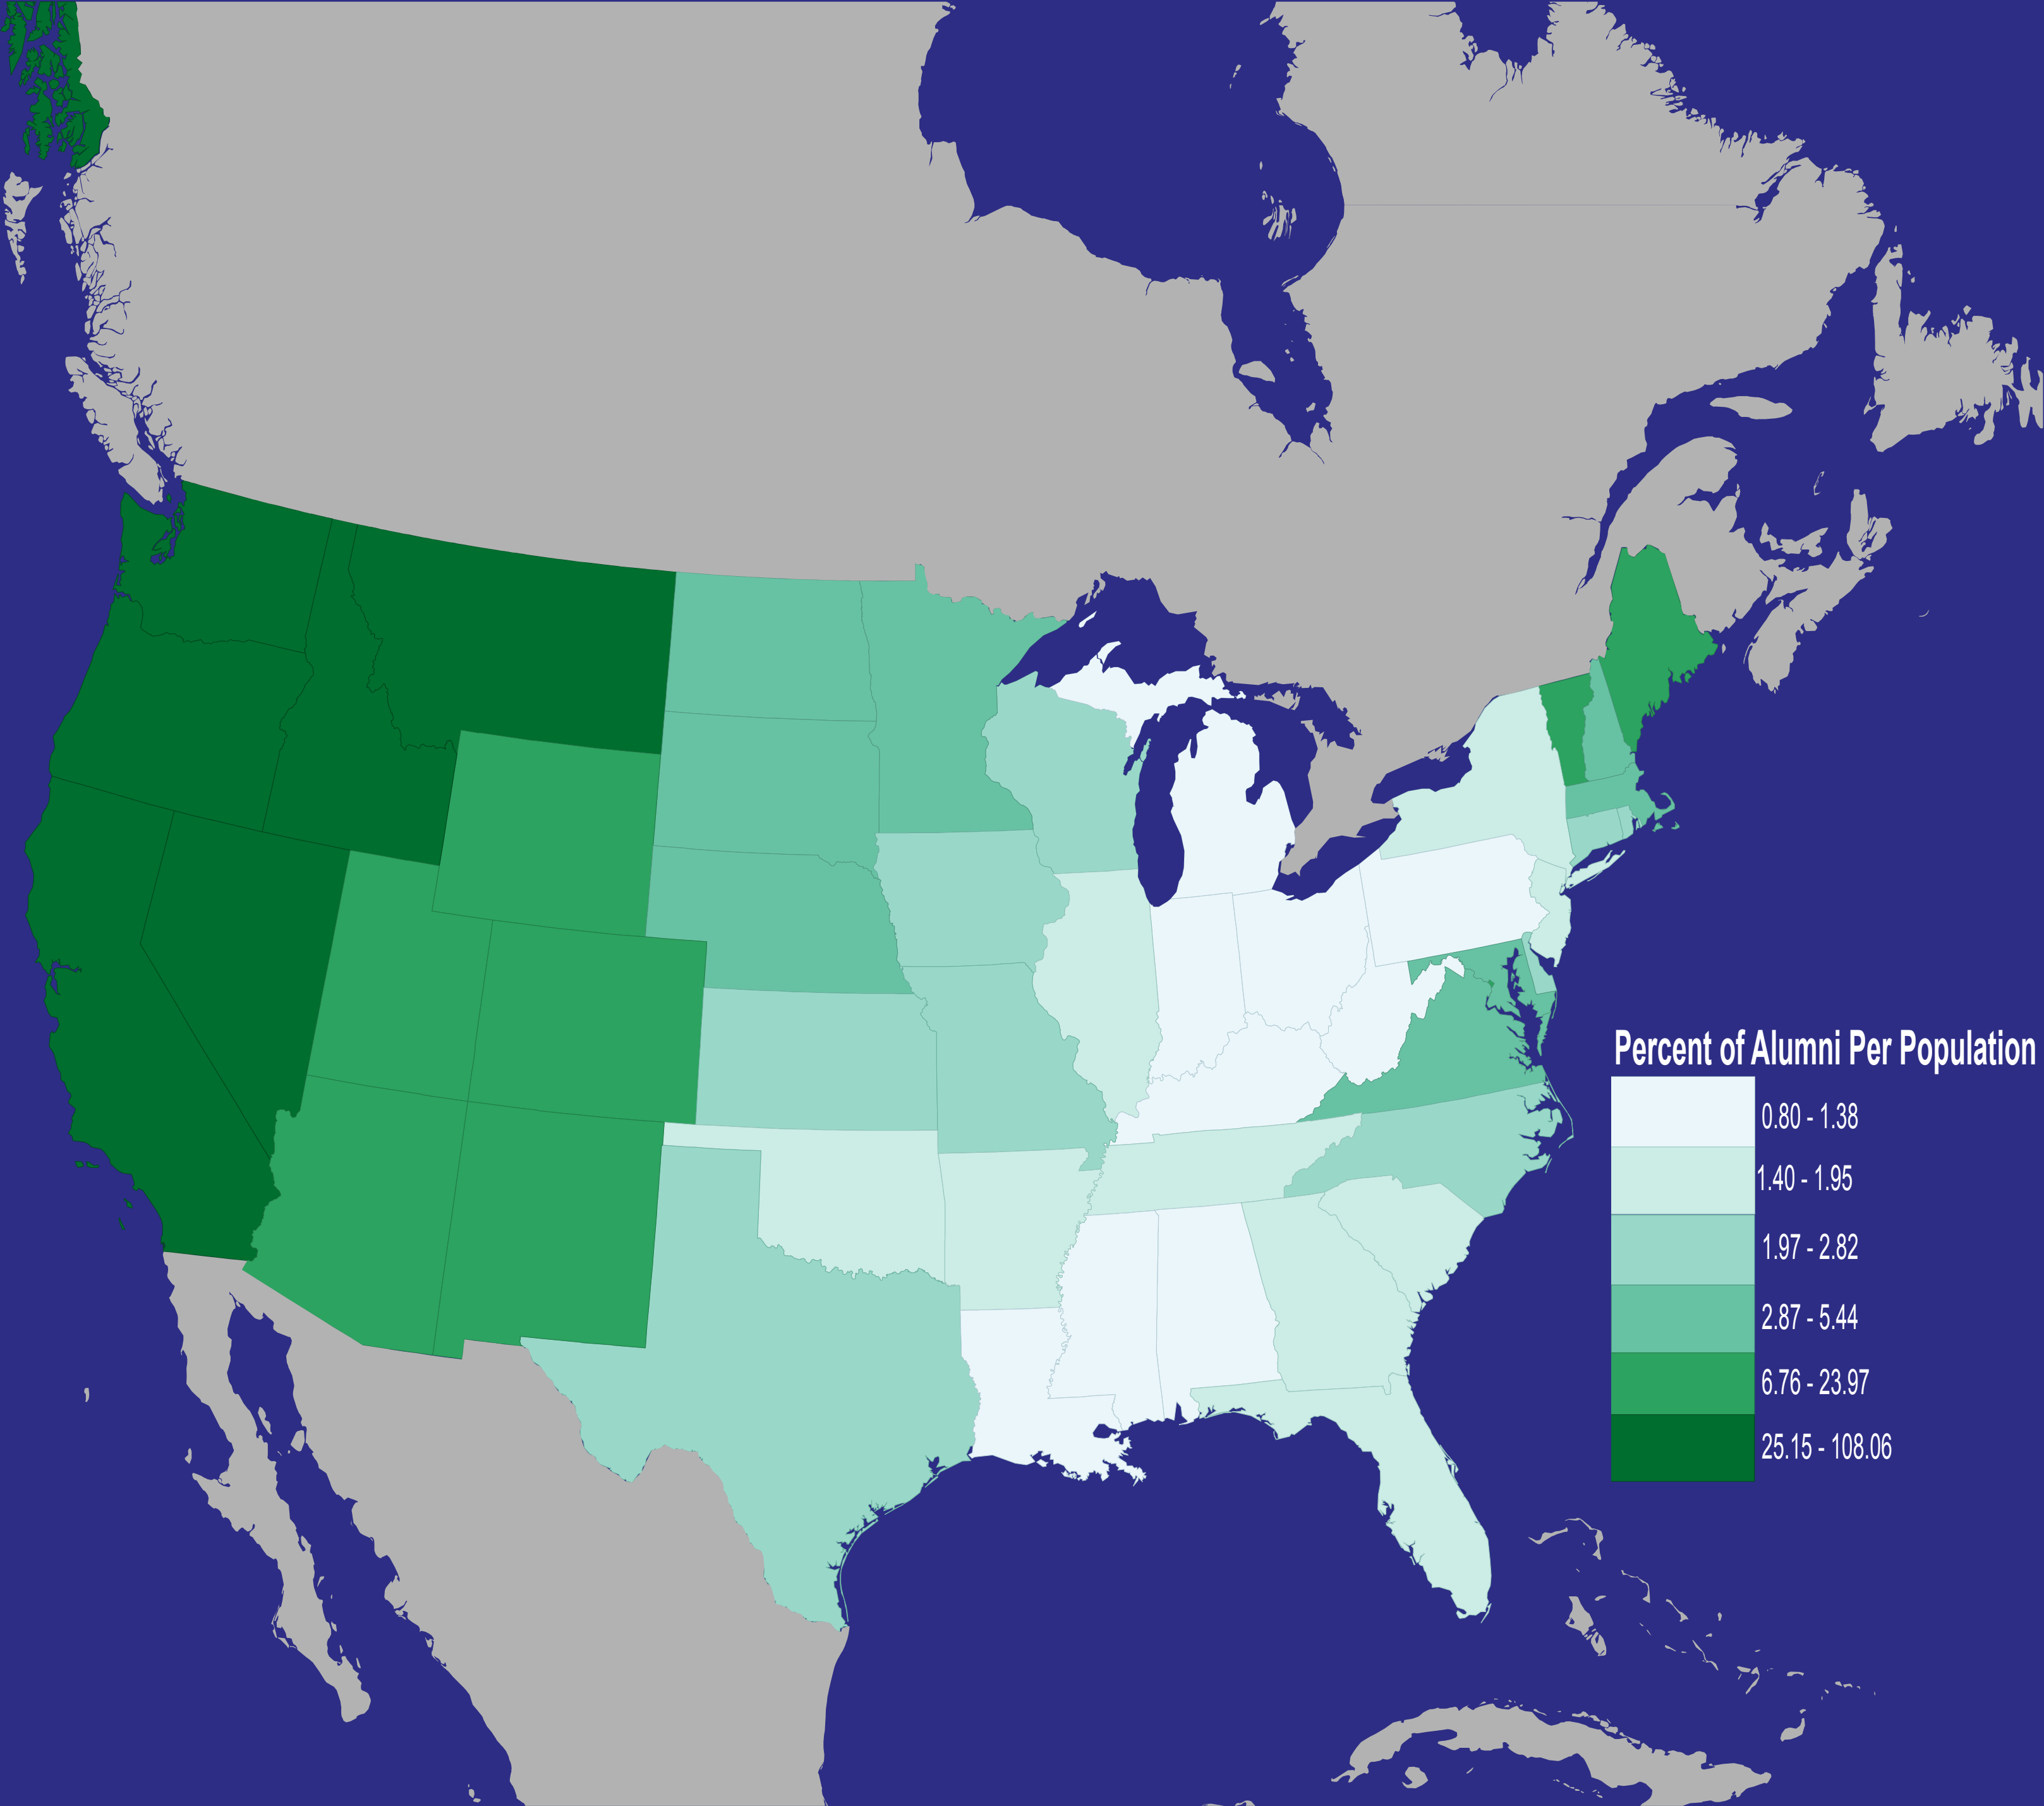 Percent of Alumni Per Population
0.80 - 1.38
1.40 - 1.95
1.97 - 2.82
2.87 - 5.44
6.76 - 23.97
25.15 - 108.06